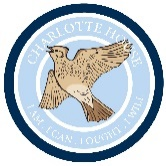 CHARLOTTE HOUSE
I AM, I CAN, I OUGHT, I WILL